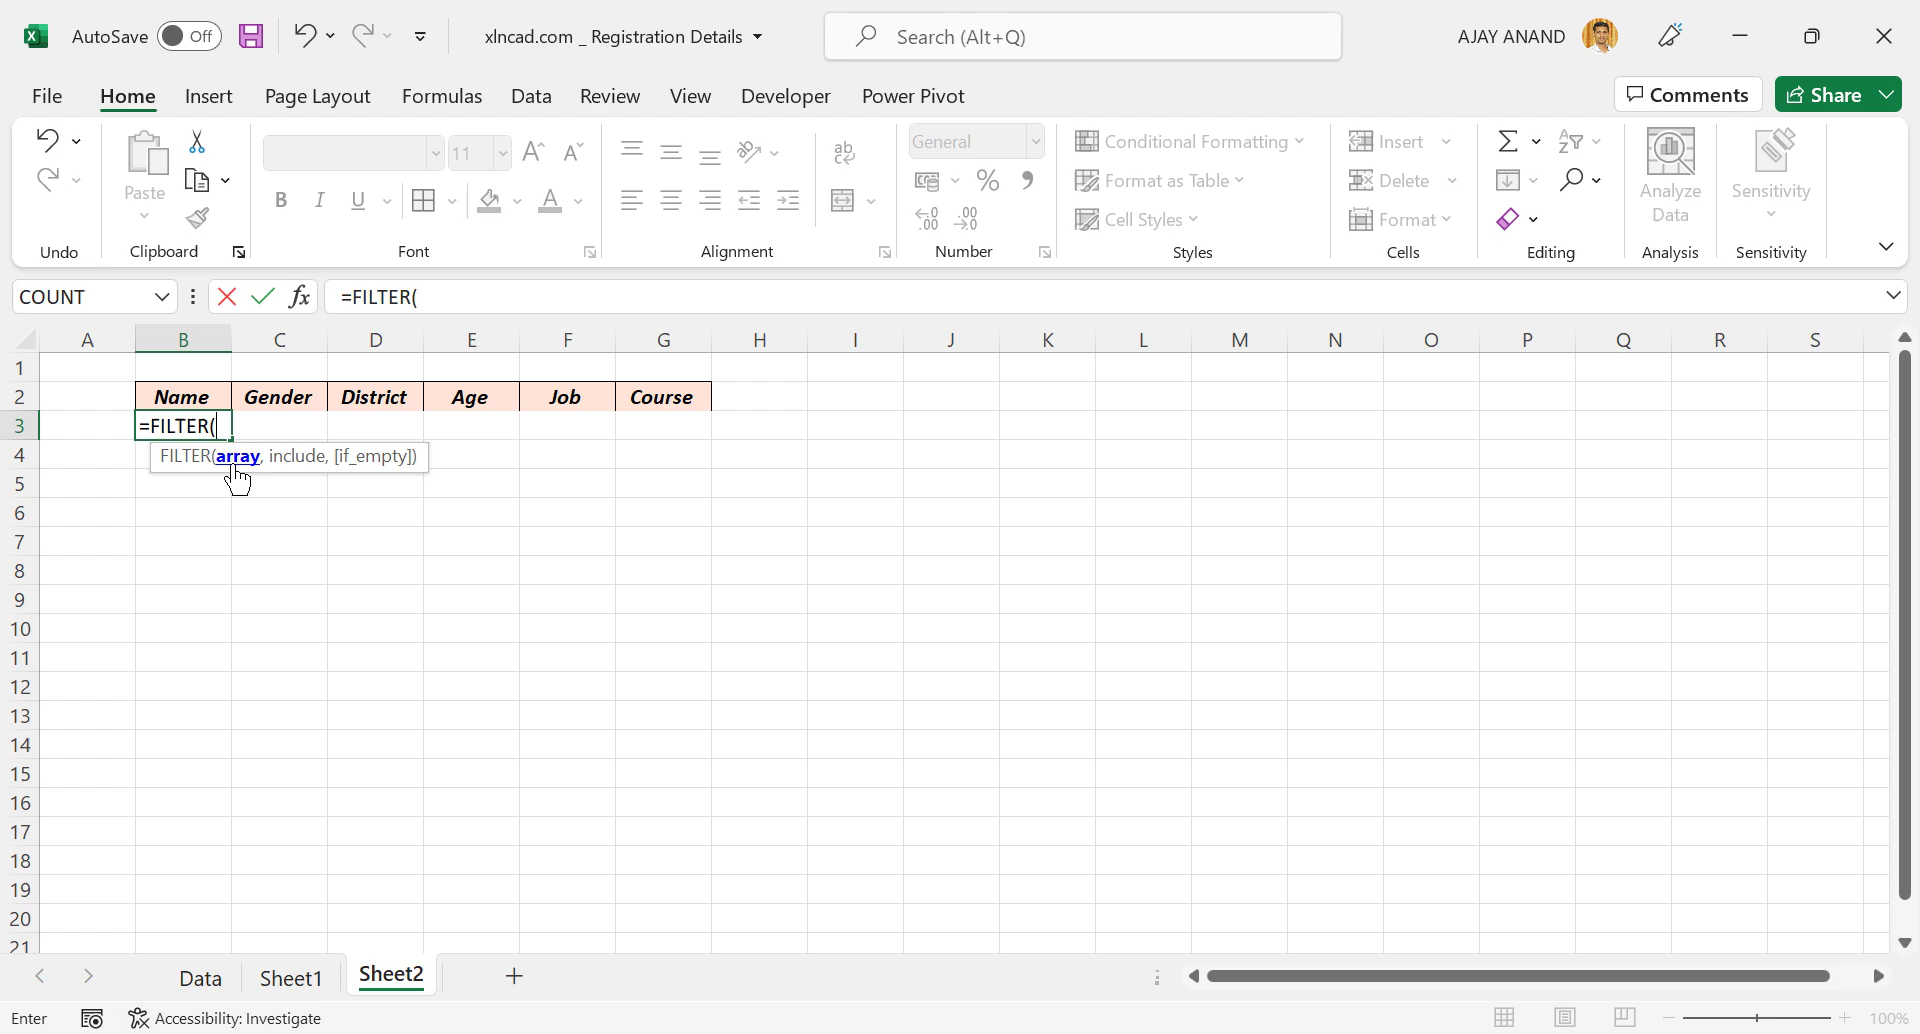 AutoSave Off xlncad.com _ Registration Details Search (Alt+Q) AJAY ANAND
File Home Insert Page Layout Formulas Data Review View Developer Power Pivot Comments Share
Paste
11
B I U A
ab
General
% 9
Conditional Formatting
Format as Table
Cell Styles
Insert
Delete
Format
Analyze Data
Sensitivity
Undo Clipboard Font Alignment Number Styles Cells Editing Analysis Sensitivity
COUNT fx =FILTER(
A B C D E F G H I J K L M N O P Q R S
1
2 Name Gender District Age Job Course
3 =FILTER(
4 FILTER(array, include, [if_empty])
5
6
7
8
9
10
11
12
13
14
15
16
17
18
19
20
21
Data Sheet1 Sheet2
Enter Accessibility: Investigate 100%